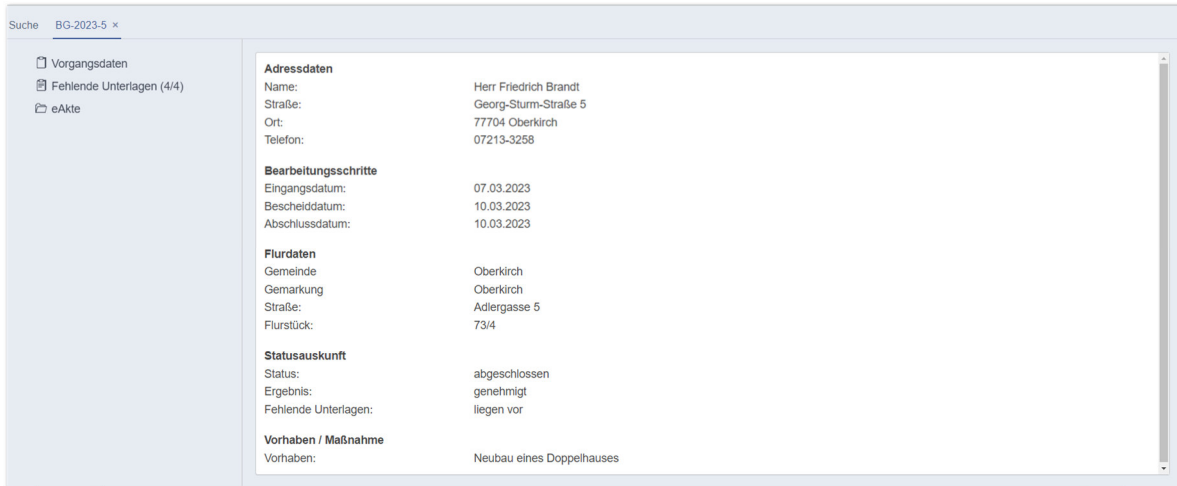 Suche BG-2023-5 ×
Vorgangsdaten
Fehlende Unterlagen (4/4)
eAkte
Adressdaten
Name: Herr Friedrich Brandt
Straße: Georg-Sturm-Straße 5
Ort: 77704 Oberkirch
Telefon: 07213-3258
Bearbeitungsschritte
Eingangsdatum: 07.03.2023
Bescheiddatum: 10.03.2023
Abschlussdatum: 10.03.2023
Flurdaten
Gemeinde Oberkirch
Gemarkung Oberkirch
Straße: Adlergasse 5
Flurstück: 73/4
Statusauskunft
Status: abgeschlossen
Ergebnis: genehmigt
Fehlende Unterlagen: liegen vor
Vorhaben / Maßnahme
Vorhaben: Neubau eines Doppelhauses